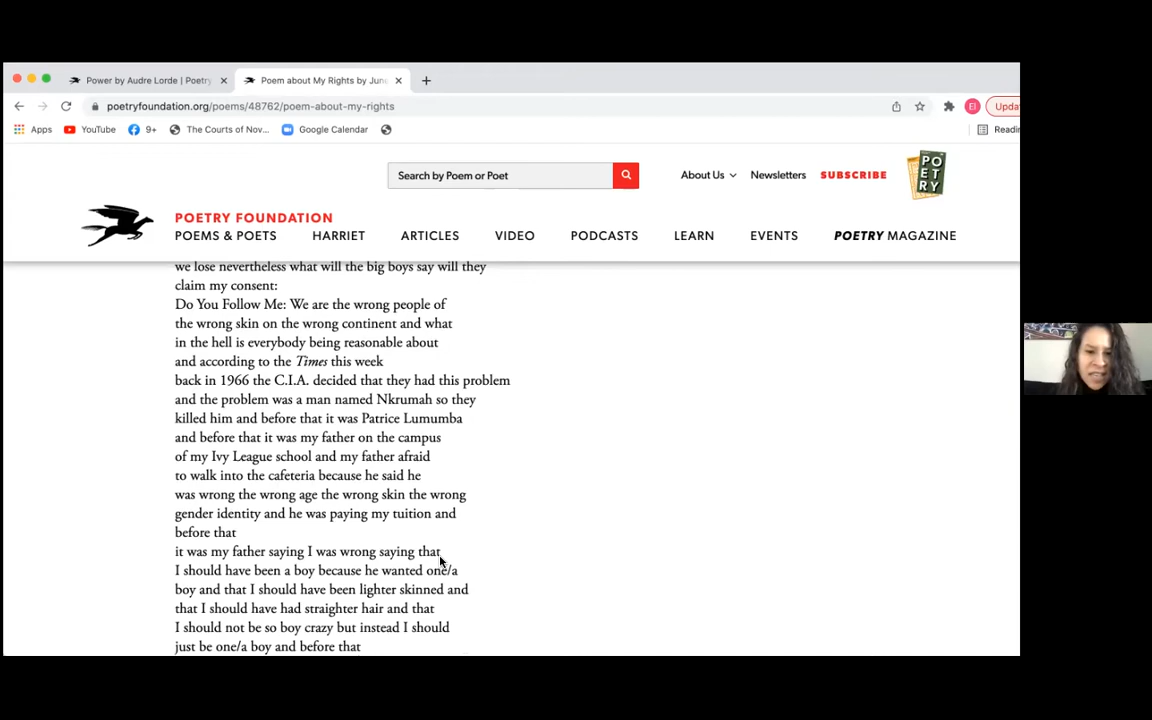 Power by Audre Lorde | Poetry
Poem about My Rights by June
poetryfoundation.org/poems/48762/poem-about-my-rights
El
Updat
Apps
YouTube
9+
The Courts of Nov...
Google Calendar
Readin
Search by Poem or Poet
About Us
Newsletters
SUBSCRIBE
PO
ET
RY
POETRY FOUNDATION
POEMS & POETS
HARRIET
ARTICLES
VIDEO
PODCASTS
LEARN
EVENTS
POETRY MAGAZINE
we lose nevertheless what will the big boys say will they
claim my consent:
Do You Follow Me: We are the wrong people of
the wrong skin on the wrong continent and what
in the hell is everybody being reasonable about
and according to the Times this week
back in 1966 the C.I.A. decided that they had this problem
and the problem was a man named Nkrumah so they
killed him and before that it was Patrice Lumumba
and before that it was my father on the campus
of my Ivy League school and my father afraid
to walk into the cafeteria because he said he
was wrong the wrong age the wrong skin the wrong
gender identity and he was paying my tuition and
before that
it was my father saying I was wrong saying that
I should have been a boy because he wanted one/a
boy and that I should have been lighter skinned and
that I should have had straighter hair and that
I should not be so boy crazy but instead I should
just be one/a boy and before that